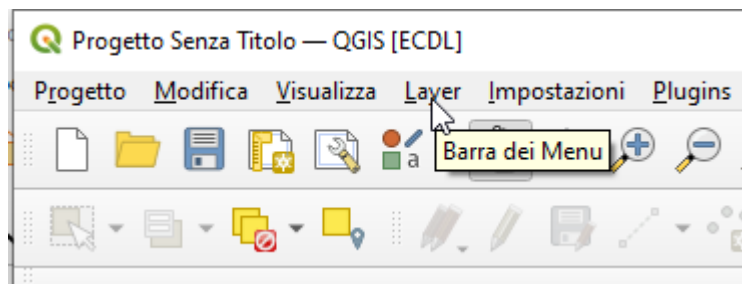 Progetto Senza Titolo — QGIS [ECDL]
Progetto Modifica Visualizza Layer Impostazioni Plugins
a Barra dei Menu